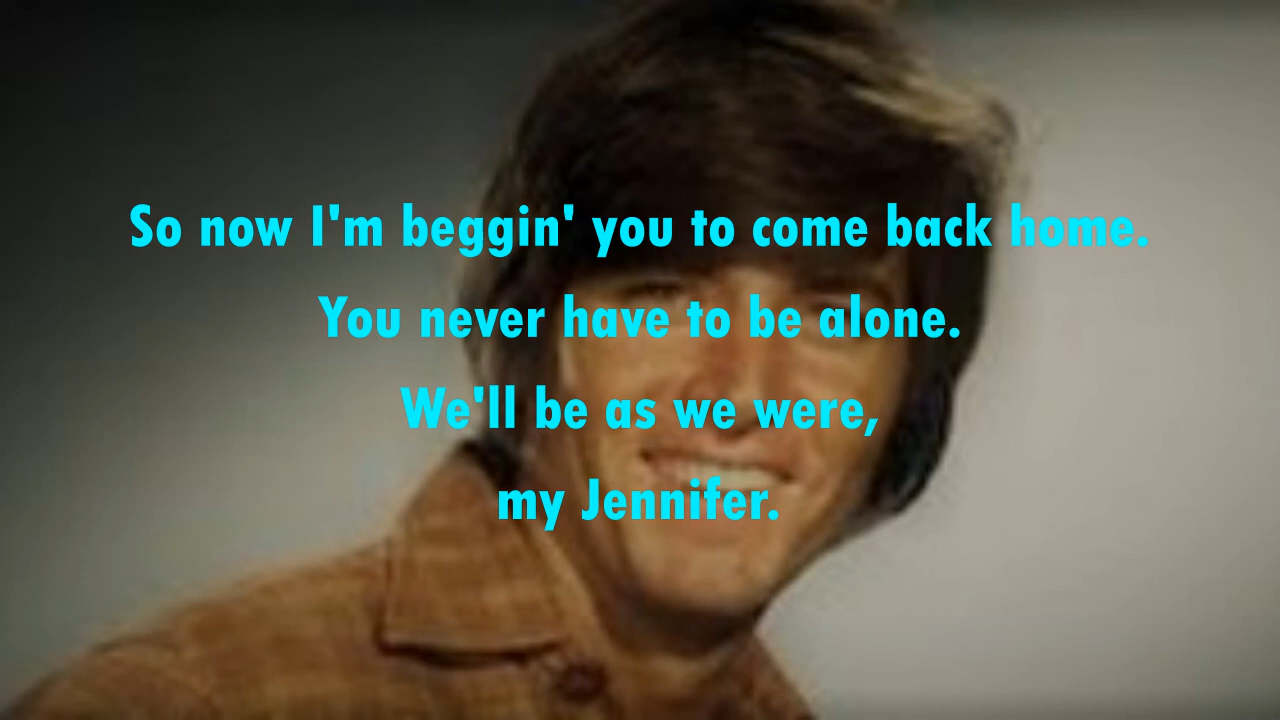 So now I'm beggin' you to come back home.
You never have to be alone.
We'll be as we were,
my Jennifer.